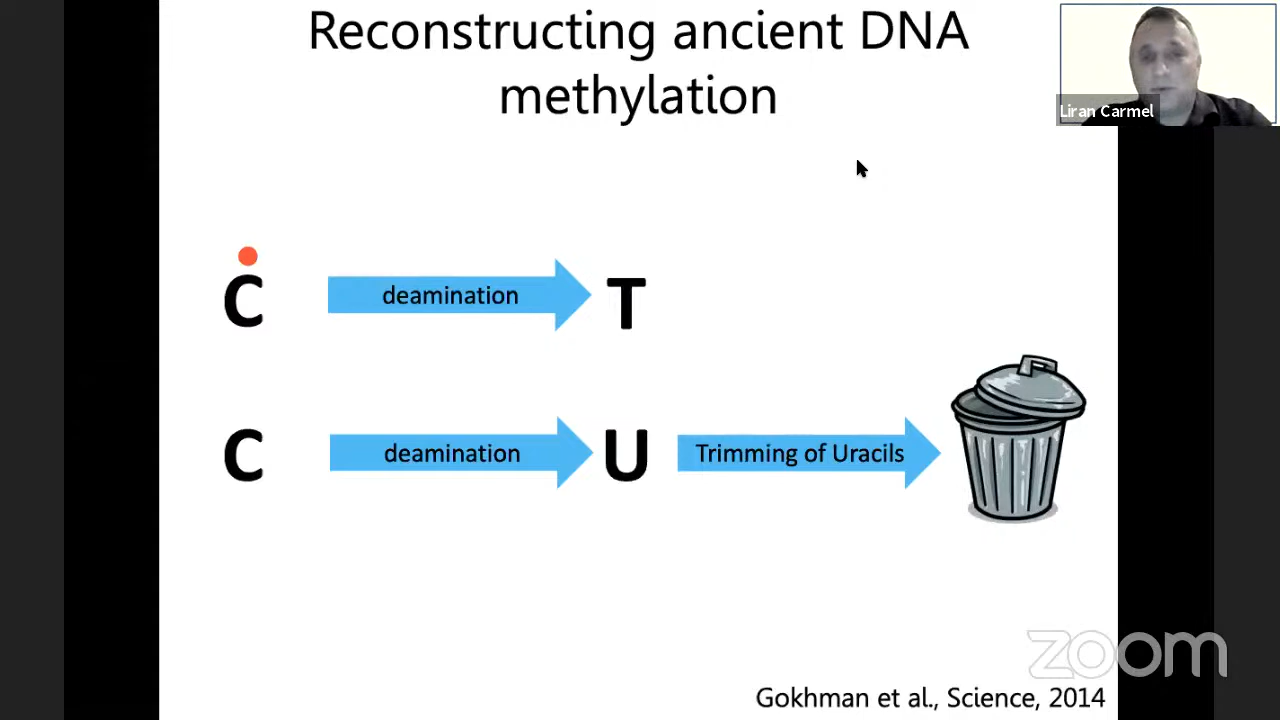 Reconstructing ancient DNA
methylation
Liran Carmel
C
deamination
T
C
deamination
U
Trimming of Uracils
zoom
Gokhman et al., Science, 2014